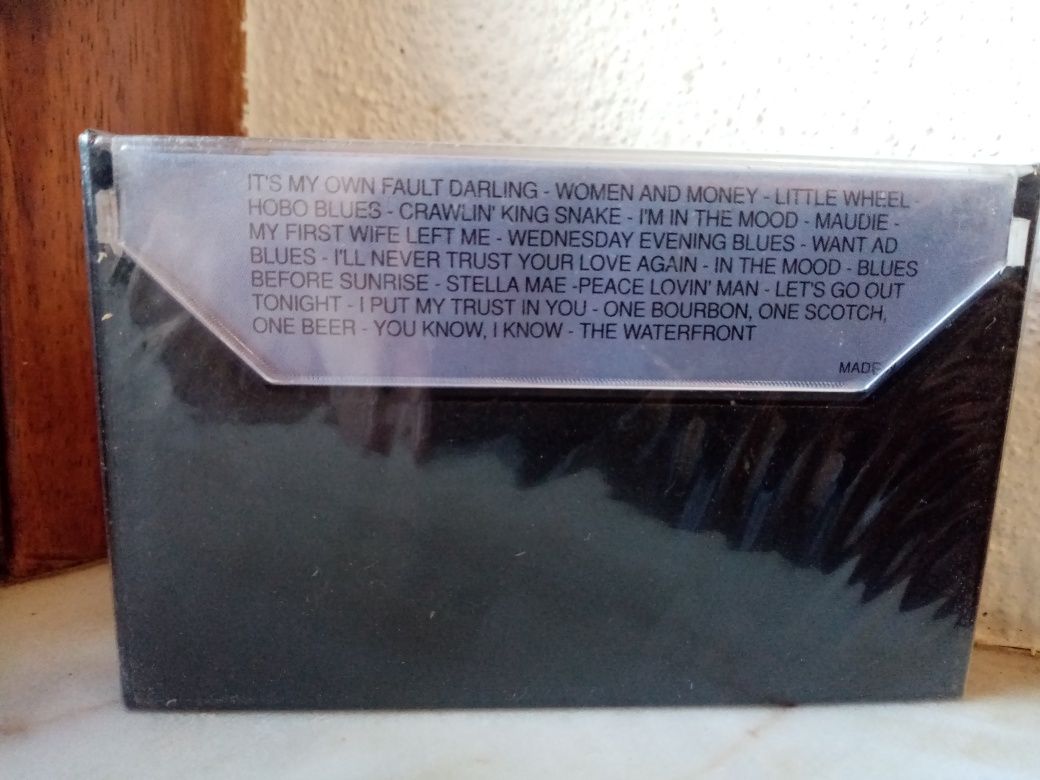 IT'S MY OWN FAULT DARLING - WOMEN AND MONEY - LITTLE WHEEL -
HOBO BLUES - CRAWLIN' KING SNAKE - I'M IN THE MOOD - MAUDIE -
MY FIRST WIFE LEFT ME - WEDNESDAY EVENING BLUES - WANT AD
BLUES - I'LL NEVER TRUST YOUR LOVE AGAIN - IN THE MOOD - BLUES
BEFORE SUNRISE - STELLA MAE -PEACE LOVIN' MAN - LET'S GO OUT
TONIGHT - I PUT MY TRUST IN YOU - ONE BOURBON, ONE SCOTCH,
ONE BEER - YOU KNOW, I KNOW - THE WATERFRONT
MADE